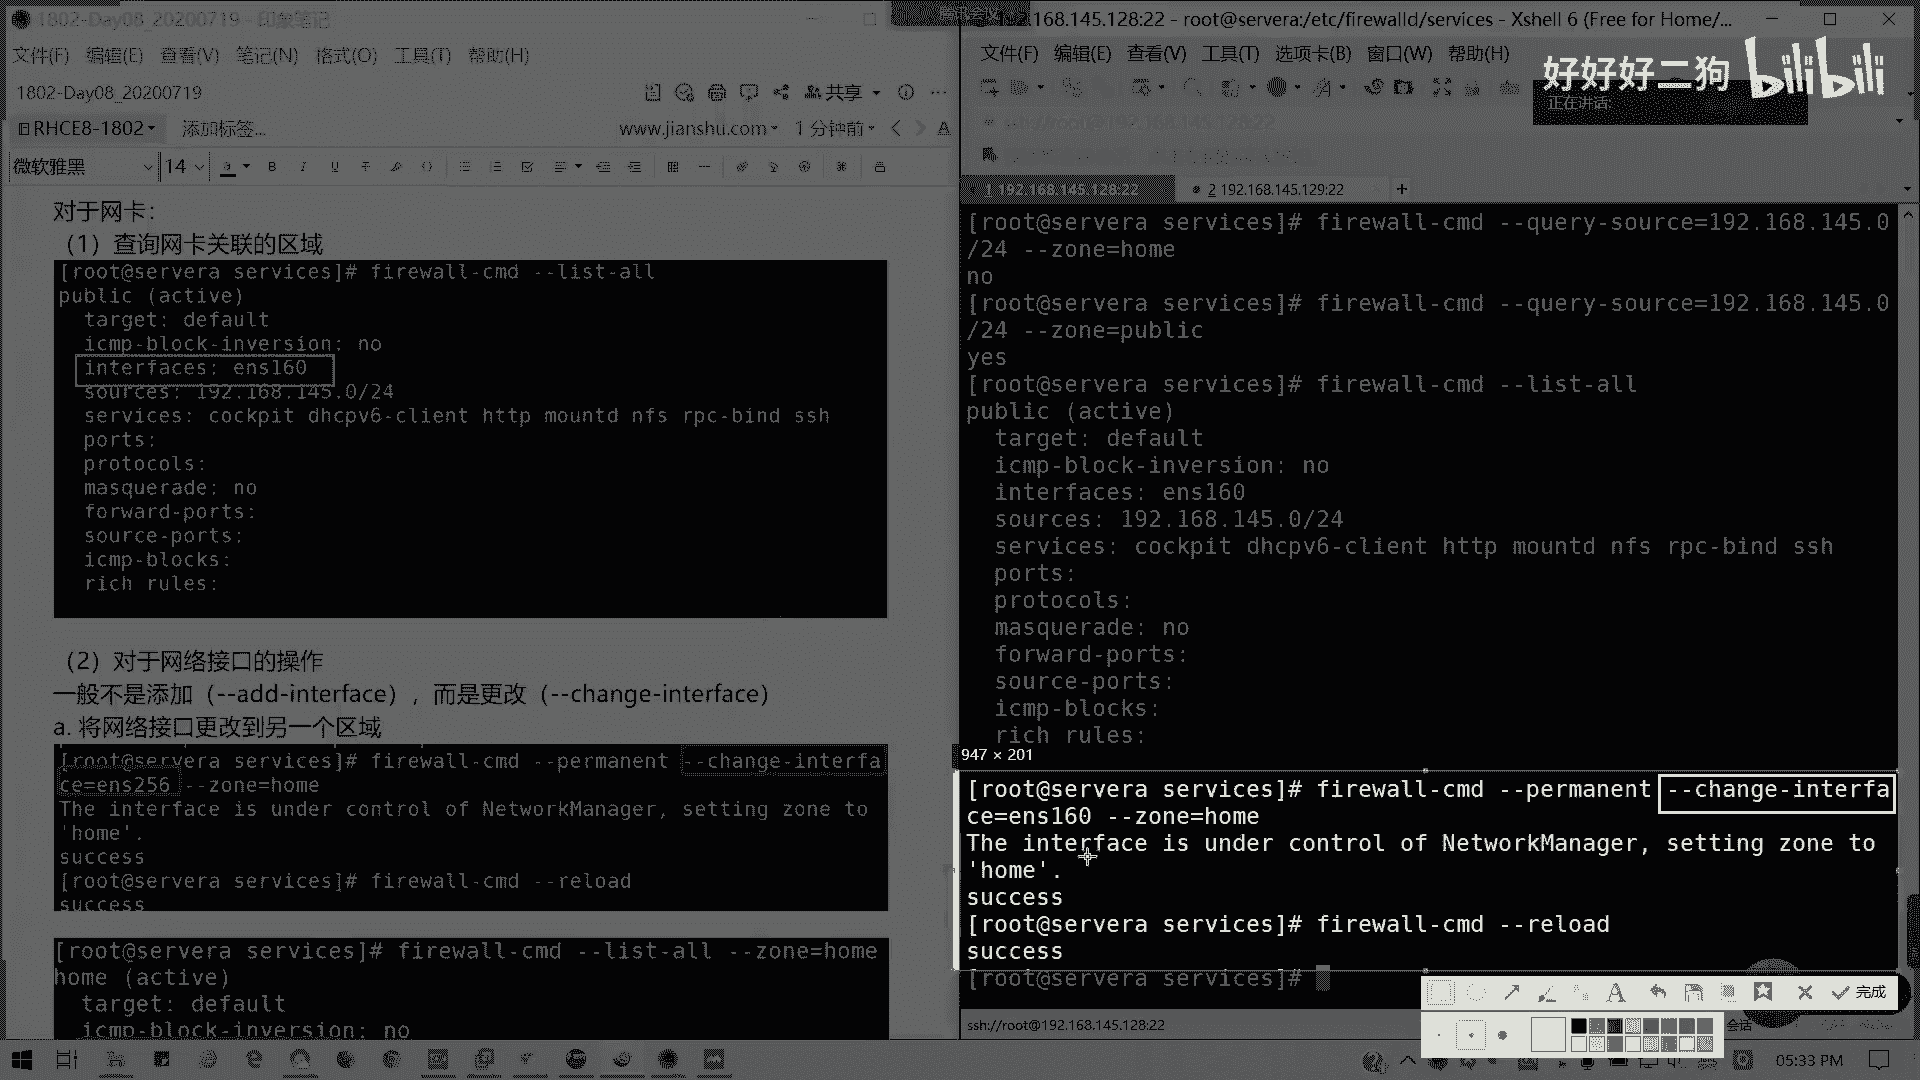 1802-Day08_20200719 - 印象笔记
文件(F) 编辑(E) 查看(V) 笔记(N) 格式(O) 工具(T) 帮助(H)
1802-Day08_20200719
共享
RHCE8-1802
添加标签...
www.jianshu.com
1 分钟前
微软雅黑
14
对于网卡：
（1）查询网卡关联的区域
[root@servera services]# firewall-cmd --list-all
public (active)
target: default
icmp-block-inversion: no
interfaces: ens160
sources: 192.168.145.0/24
services: cockpit dhcpv6-client http mountd nfs rpc-bind ssh
ports:
protocols:
masquerade: no
forward-ports:
source-ports:
icmp-blocks:
rich rules:
（2）对于网络接口的操作
一般不是添加（--add-interface），而是更改（--change-interface）
a. 将网络接口更改到另一个区域
[root@servera services]# firewall-cmd --permanent --change-interfa
ce=ens256 --zone=home
The interface is under control of NetworkManager, setting zone to
'home'.
success
[root@servera services]# firewall-cmd --reload
success
[root@servera services]# firewall-cmd --list-all --zone=home
home (active)
target: default
icmp-block-inversion: no
168.145.128:22 - root@servera:/etc/firewalld/services - Xshell 6 (Free for Home/...
文件(F) 编辑(E) 查看(V) 工具(T) 选项卡(B) 窗口(W) 帮助(H)
好好好二狗 bilibili
正在讲话:
ssh://root@192.168.145.128:22
1 192.168.145.128:22
2 192.168.145.129:22
[root@servera services]# firewall-cmd --query-source=192.168.145.0
/24 --zone=home
no
[root@servera services]# firewall-cmd --query-source=192.168.145.0
/24 --zone=public
yes
[root@servera services]# firewall-cmd --list-all
public (active)
target: default
icmp-block-inversion: no
interfaces: ens160
sources: 192.168.145.0/24
services: cockpit dhcpv6-client http mountd nfs rpc-bind ssh
ports:
protocols:
masquerade: no
forward-ports:
source-ports:
icmp-blocks:
rich rules:
947 × 201
[root@servera services]# firewall-cmd --permanent --change-interfa
ce=ens160 --zone=home
The interface is under control of NetworkManager, setting zone to
'home'.
success
[root@servera services]# firewall-cmd --reload
success
[root@servera services]#
完成
ssh://root@192.168.145.128:22
会话
05:33 PM